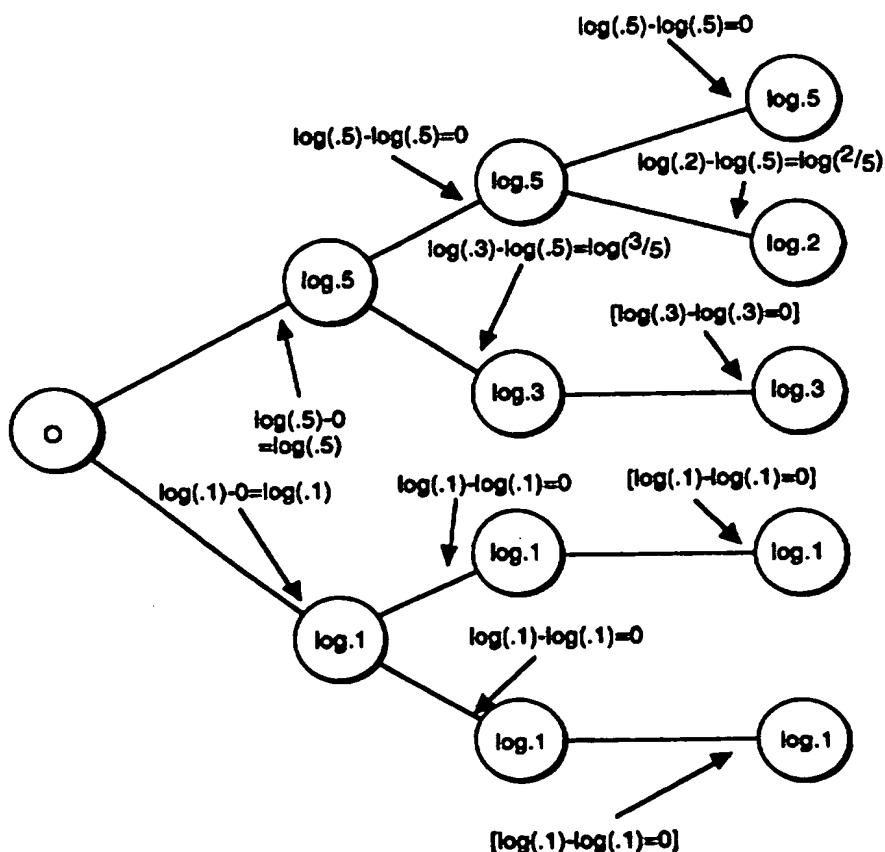 log(.5)-log(.5)=0
log.5
log(.5)-log(.5)=0
log.5
log(.2)-log(.5)=log(2/5)
log(.3)-log(.5)=log(3/5)
log.2
log.5
[log(.3)-log(.3)=0]
log.3
log.3
log(.5)-0
=log(.5)
O
log(.1)-0=log(.1)
log(.1)-log(.1)=0
[log(.1)-log(.1)=0]
log.1
log.1
log.1
log(.1)-log(.1)=0
log.1
log.1
[log(.1)-log(.1)=0]